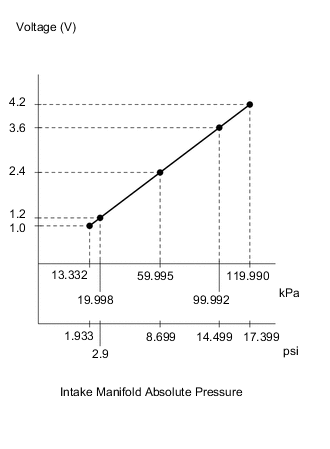 Voltage (V)
4.2
3.6
2.4
1.2
1.0
13.332 59.995 119.990
19.998 99.992
kPa
1.933 8.699 14.499 17.399
2.9
psi
Intake Manifold Absolute Pressure